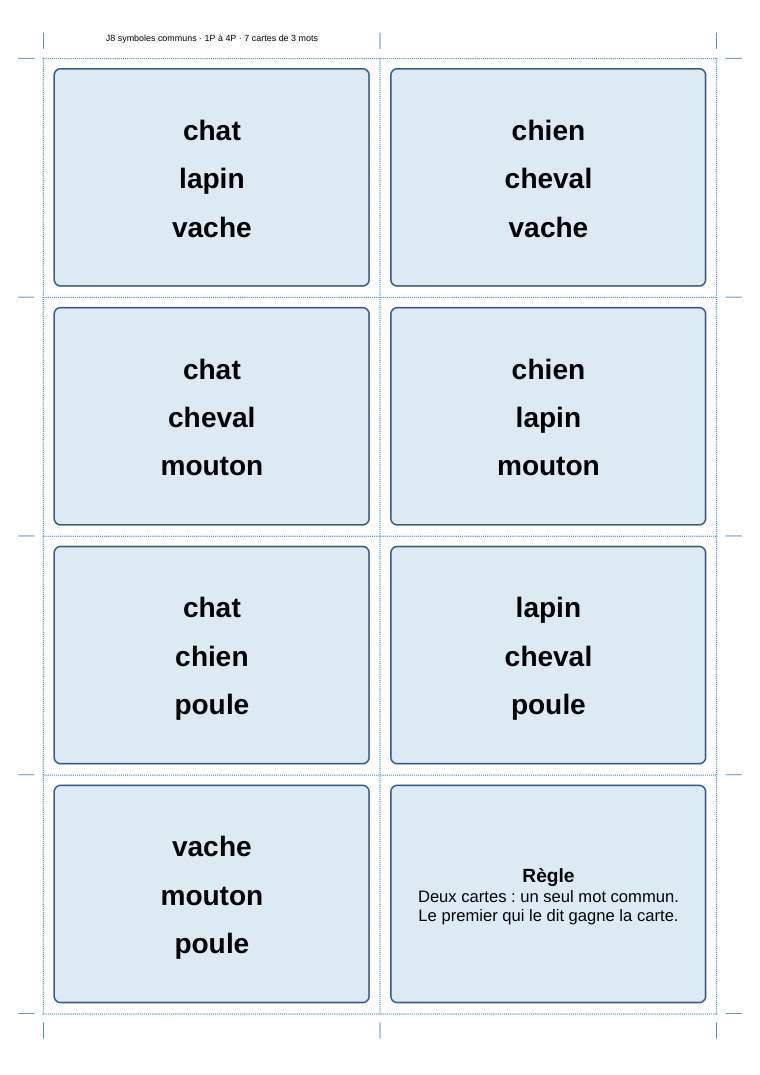 J8 symboles communs · 1P à 4P · 7 cartes de 3 mots
chat
lapin
vache
chien
cheval
vache
chat
cheval
mouton
chien
lapin
mouton
chat
chien
poule
lapin
cheval
poule
vache
mouton
poule
Règle
Deux cartes : un seul mot commun.
Le premier qui le dit gagne la carte.